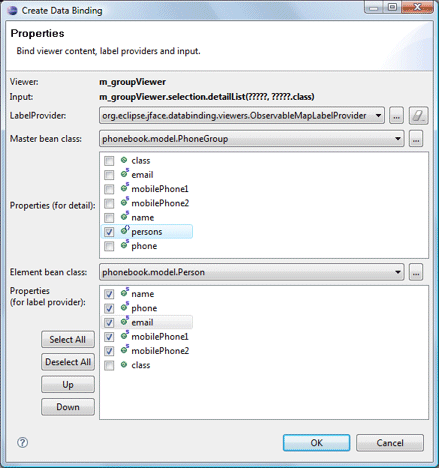 Create Data Binding
Properties
Bind viewer content, label providers and input.
Viewer: m_groupViewer
Input: m_groupViewer.selection.detailList(?????, ?????.class)
LabelProvider: org.eclipse.jface.databinding.viewers.ObservableMapLabelProvider ...
Master bean class: phonebook.model.PhoneGroup ...
Properties (for detail):
class
email
mobilePhone1
mobilePhone2
name
persons
phone
Element bean class: phonebook.model.Person ...
Properties
(for label provider):
name
phone
email
mobilePhone1
mobilePhone2
class
Select All
Deselect All
Up
Down
? OK Cancel